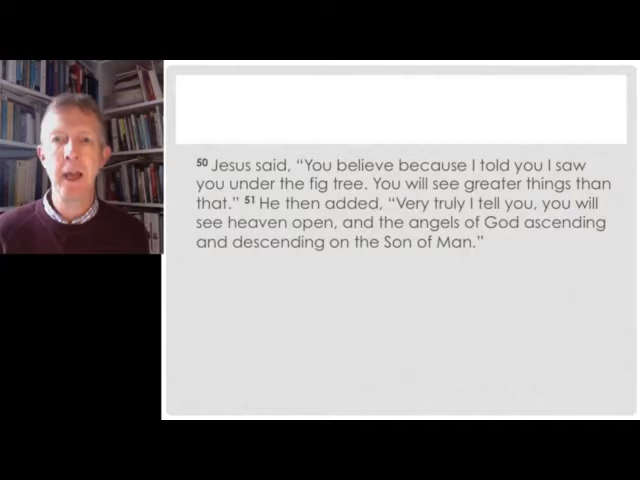 50 Jesus said, “You believe because I told you I saw
you under the fig tree. You will see greater things than
that.” 51 He then added, “Very truly I tell you, you will
see heaven open, and the angels of God ascending
and descending on the Son of Man.”